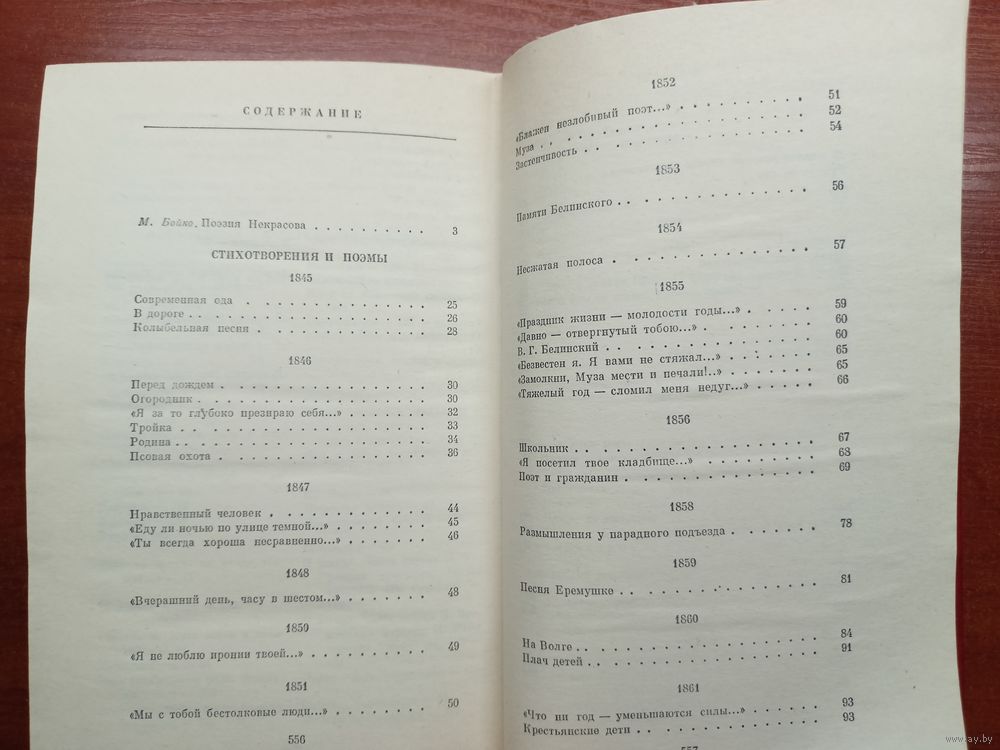 СОДЕРЖАНИЕ
М. Бойко. Поэзия Некрасова . . . . . . . . . . 3
СТИХОТВОРЕНИЯ И ПОЭМЫ
1845
Современная ода . . . . . . . . . . 25
В дороге . . . . . . . . . . 26
Колыбельная песня . . . . . . . . . . 28
1846
Перед дождем . . . . . . . . . . 30
Огородник . . . . . . . . . . 30
«Я за то глубоко презираю себя...» . . . . . . . . 32
Тройка . . . . . . . . . . 33
Родина . . . . . . . . . . 34
Псовая охота . . . . . . . . . . 36
1847
Нравственный человек . . . . . . . . . . 44
«Еду ли ночью по улице темной...» . . . . . . . . 45
«Ты всегда хороша несравненно...» . . . . . . . 46
1848
«Вчерашний день, часу в шестом...» . . . . . . . 48
1850
«Я не люблю иронии твоей...» . . . . . . . . . 49
1851
«Мы с тобой бестолковые люди...» . . . . . . . 50
556
1852
«Блажен незлобивый поэт...» . . . . . . . . 51
Муза . . . . . . . . . . 52
Застенчивость . . . . . . . . . . 54
1853
Памяти Белинского . . . . . . . . . . 56
1854
Несжатая полоса . . . . . . . . . . 57
1855
«Праздник жизни — молодости годы...» . . . . . 59
«Давно — отвергнутый тобою...» . . . . . . . . 60
В. Г. Белинский . . . . . . . . . . 60
«Безвестен я. Я вами не стяжал...» . . . . . . . 65
«Замолкни, Муза мести и печали!..» . . . . . . . 65
«Тяжелый год — сломил меня недуг...» . . . . . 66
1856
Школьник . . . . . . . . . . 67
«Я посетил твое кладбище...» . . . . . . . . 68
Поэт и гражданин . . . . . . . . . . 69
1858
Размышления у парадного подъезда . . . . . . 78
1859
Песня Еремушке . . . . . . . . . . 81
1860
На Волге . . . . . . . . . . 84
Плач детей . . . . . . . . . . 91
1861
«Что ни год — уменьшаются силы...» . . . . . . 93
Крестьянские дети . . . . . . . . . . 93
557
www.ay.by